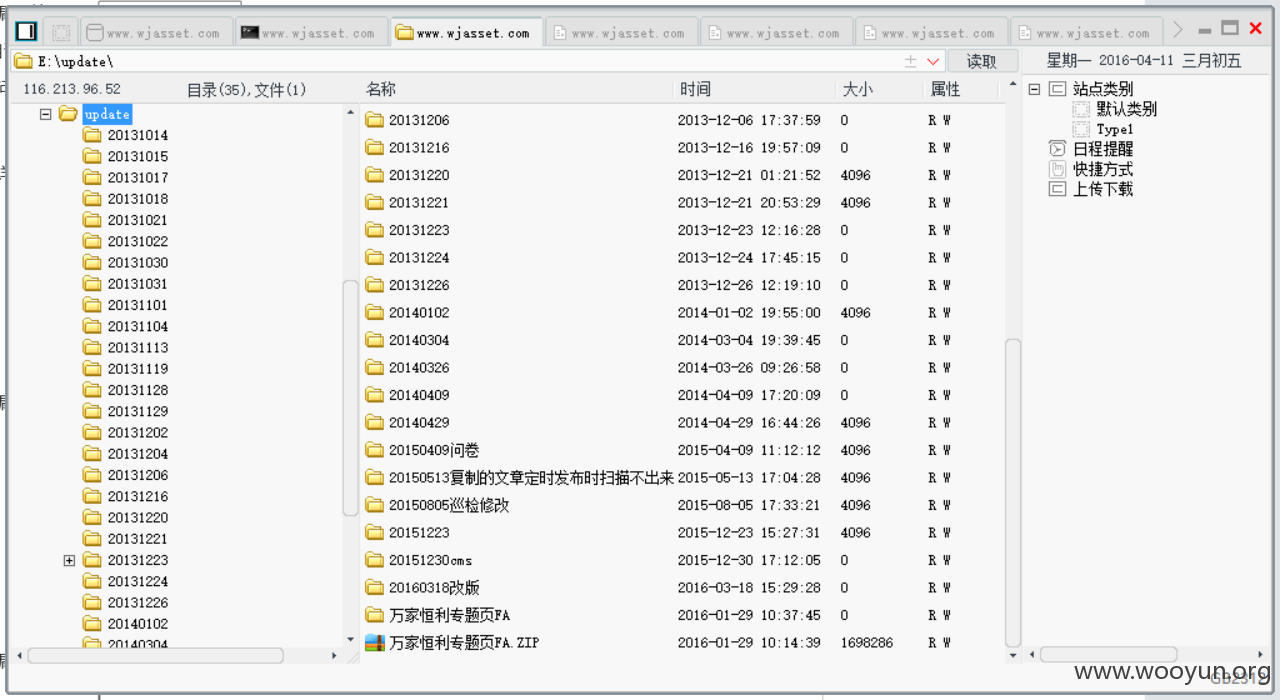 www.wjasset.com www.wjasset.com www.wjasset.com www.wjasset.com www.wjasset.com www.wjasset.com www.wjasset.com
E:\update\ 读取 星期一 2016-04-11 三月初五
116.213.96.52 目录(35),文件(1) 名称 时间 大小 属性
update
20131014
20131015
20131017
20131018
20131021
20131022
20131030
20131031
20131101
20131104
20131113
20131119
20131128
20131129
20131202
20131204
20131206
20131216
20131220
20131221
20131223
20131224
20131226
20140102
20140304
20131206 2013-12-06 17:37:59 0 R W
20131216 2013-12-16 19:57:09 0 R W
20131220 2013-12-21 01:21:52 4096 R W
20131221 2013-12-21 20:53:29 4096 R W
20131223 2013-12-23 12:16:28 0 R W
20131224 2013-12-24 17:45:15 0 R W
20131226 2013-12-26 12:19:10 0 R W
20140102 2014-01-02 19:55:00 4096 R W
20140304 2014-03-04 19:39:45 0 R W
20140326 2014-03-26 09:26:58 0 R W
20140409 2014-04-09 17:20:09 0 R W
20140429 2014-04-29 16:44:26 4096 R W
20150409问卷 2015-04-09 11:12:12 4096 R W
20150513复制的文章定时发布时扫描不出来 2015-05-13 17:04:28 4096 R W
20150805巡检修改 2015-08-05 17:33:21 4096 R W
20151223 2015-12-23 15:27:31 4096 R W
20151230cms 2015-12-30 17:12:05 0 R W
20160318改版 2016-03-18 15:29:28 0 R W
万家恒利专题页FA 2016-01-29 10:37:45 0 R W
万家恒利专题页FA.ZIP 2016-01-29 10:14:39 1698286 R W
站点类别
默认类别
Type1
日程提醒
快捷方式
上传下载
www.wooyun.org
GB2312